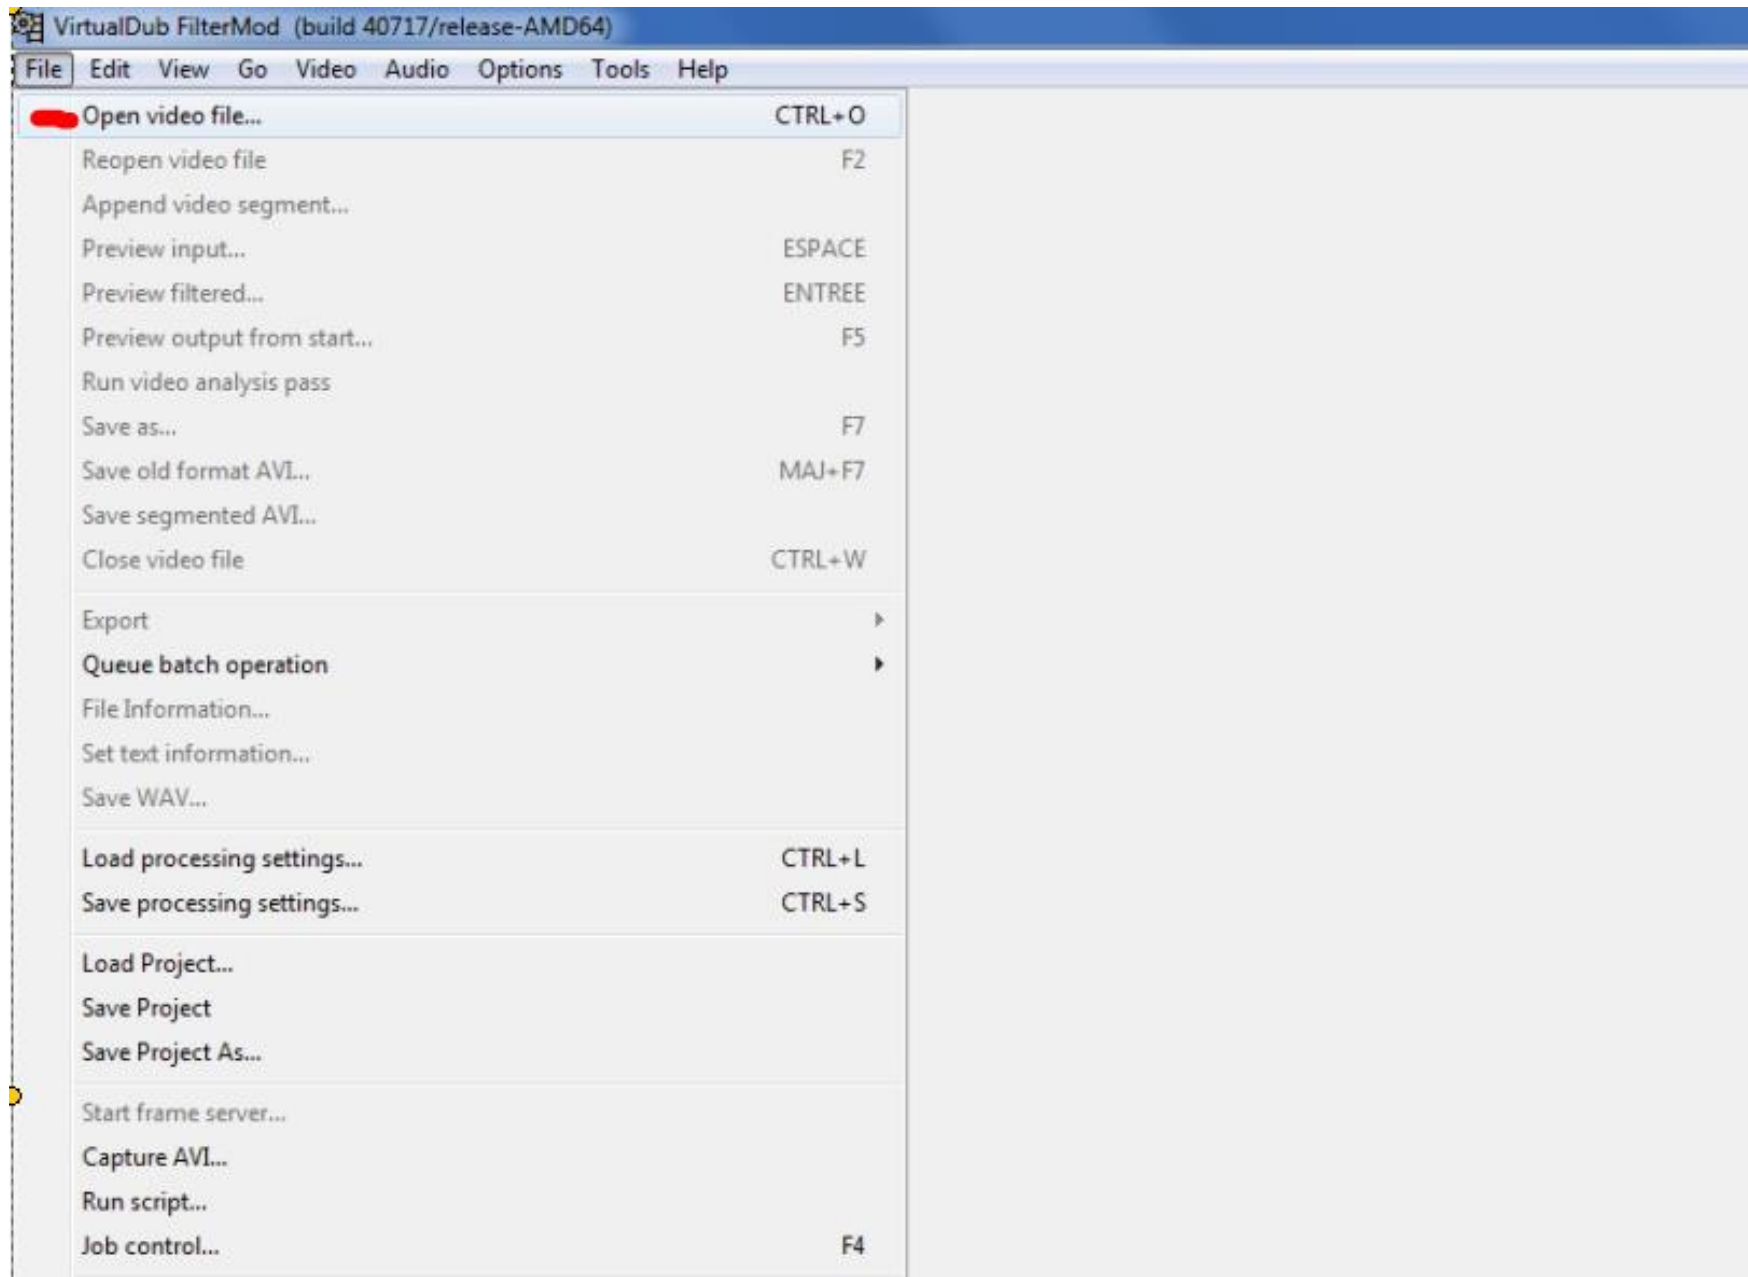 VirtualDub FilterMod (build 40717/release-AMD64)
File Edit View Go Video Audio Options Tools Help
Open video file... CTRL+O
Reopen video file F2
Append video segment...
Preview input... ESPACE
Preview filtered... ENTREE
Preview output from start... F5
Run video analysis pass
Save as... F7
Save old format AVI... MAJ+F7
Save segmented AVI...
Close video file CTRL+W
Export
Queue batch operation
File Information...
Set text information...
Save WAV...
Load processing settings... CTRL+L
Save processing settings... CTRL+S
Load Project...
Save Project
Save Project As...
Start frame server...
Capture AVI...
Run script...
Job control... F4